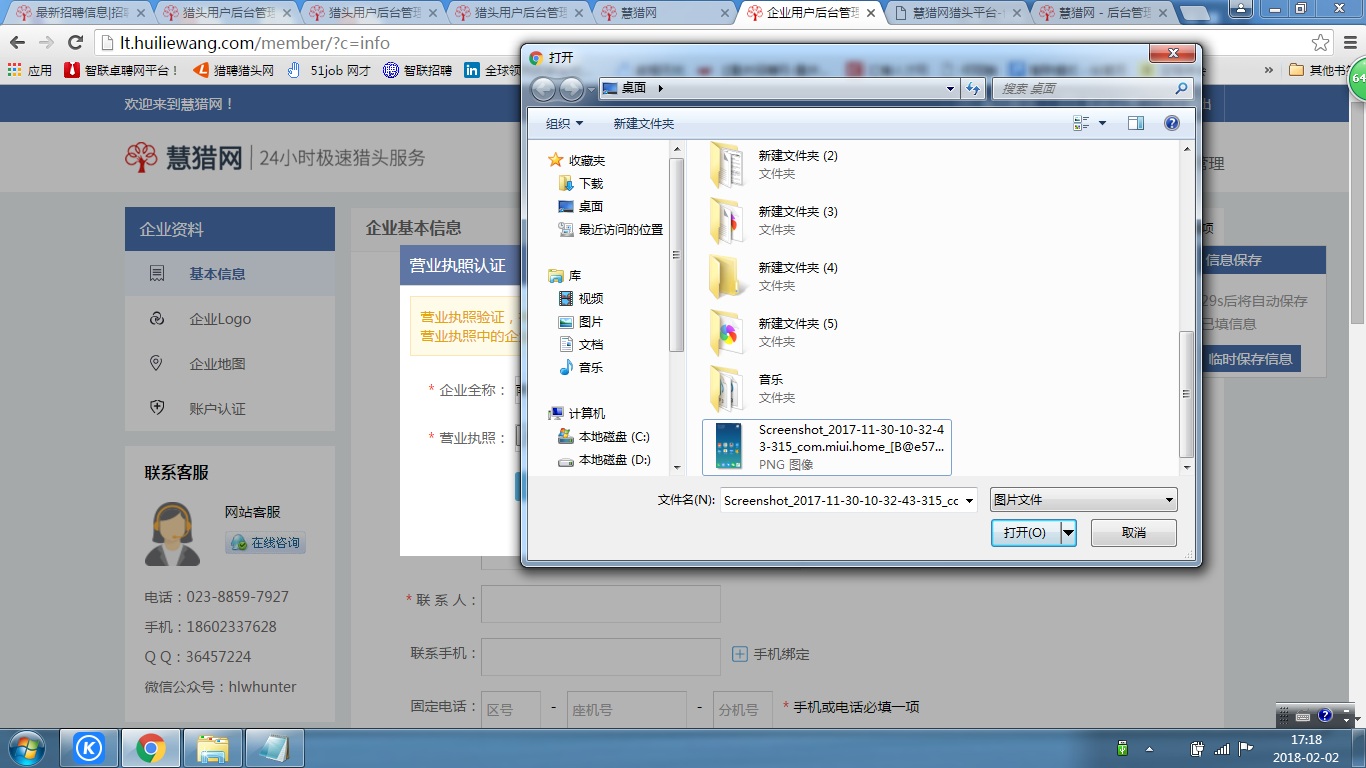 最新招聘信息|招聘
猎头用户后台管理
猎头用户后台管理
猎头用户后台管理
慧猎网
企业用户后台管理
慧猎网猎头平台-
慧猎网 - 后台管理
lt.huiliewang.com/member/?c=info
应用
智联卓聘网平台！
猎聘猎头网
51job 网才
智联招聘
全球领
»
其他书
64
欢迎来到慧猎网！
出
慧猎网
24小时极速猎头服务
管理
企业资料
基本信息
企业Logo
企业地图
账户认证
联系客服
网站客服
在线咨询
电话：023-8859-7927
手机：18602337628
Q Q：36457224
微信公众号：hlwhunter
企业基本信息
项
营业执照认证
营业执照验证，
营业执照中的企
* 企业全称：
* 营业执照：
* 联 系 人：
联系手机：
手机绑定
固定电话：
区号
-
座机号
-
分机号
* 手机或电话必填一项
信息保存
29s后将自动保存
已填信息
临时保存信息
打开
桌面
搜索 桌面
组织
新建文件夹
收藏夹
下载
桌面
最近访问的位置
库
视频
图片
文档
音乐
计算机
本地磁盘 (C:)
本地磁盘 (D:)
新建文件夹 (2)
文件夹
新建文件夹 (3)
文件夹
新建文件夹 (4)
文件夹
新建文件夹 (5)
文件夹
音乐
文件夹
Screenshot_2017-11-30-10-32-4
3-315_com.miui.home_[B@e57...
PNG 图像
文件名(N):
Screenshot_2017-11-30-10-32-43-315_cc
图片文件
打开(O)
取消
17:18
2018-02-02